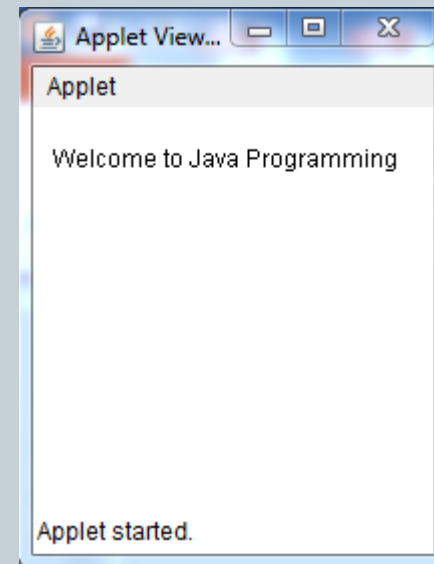 Applet View...
Applet
Welcome to Java Programming
Applet started.